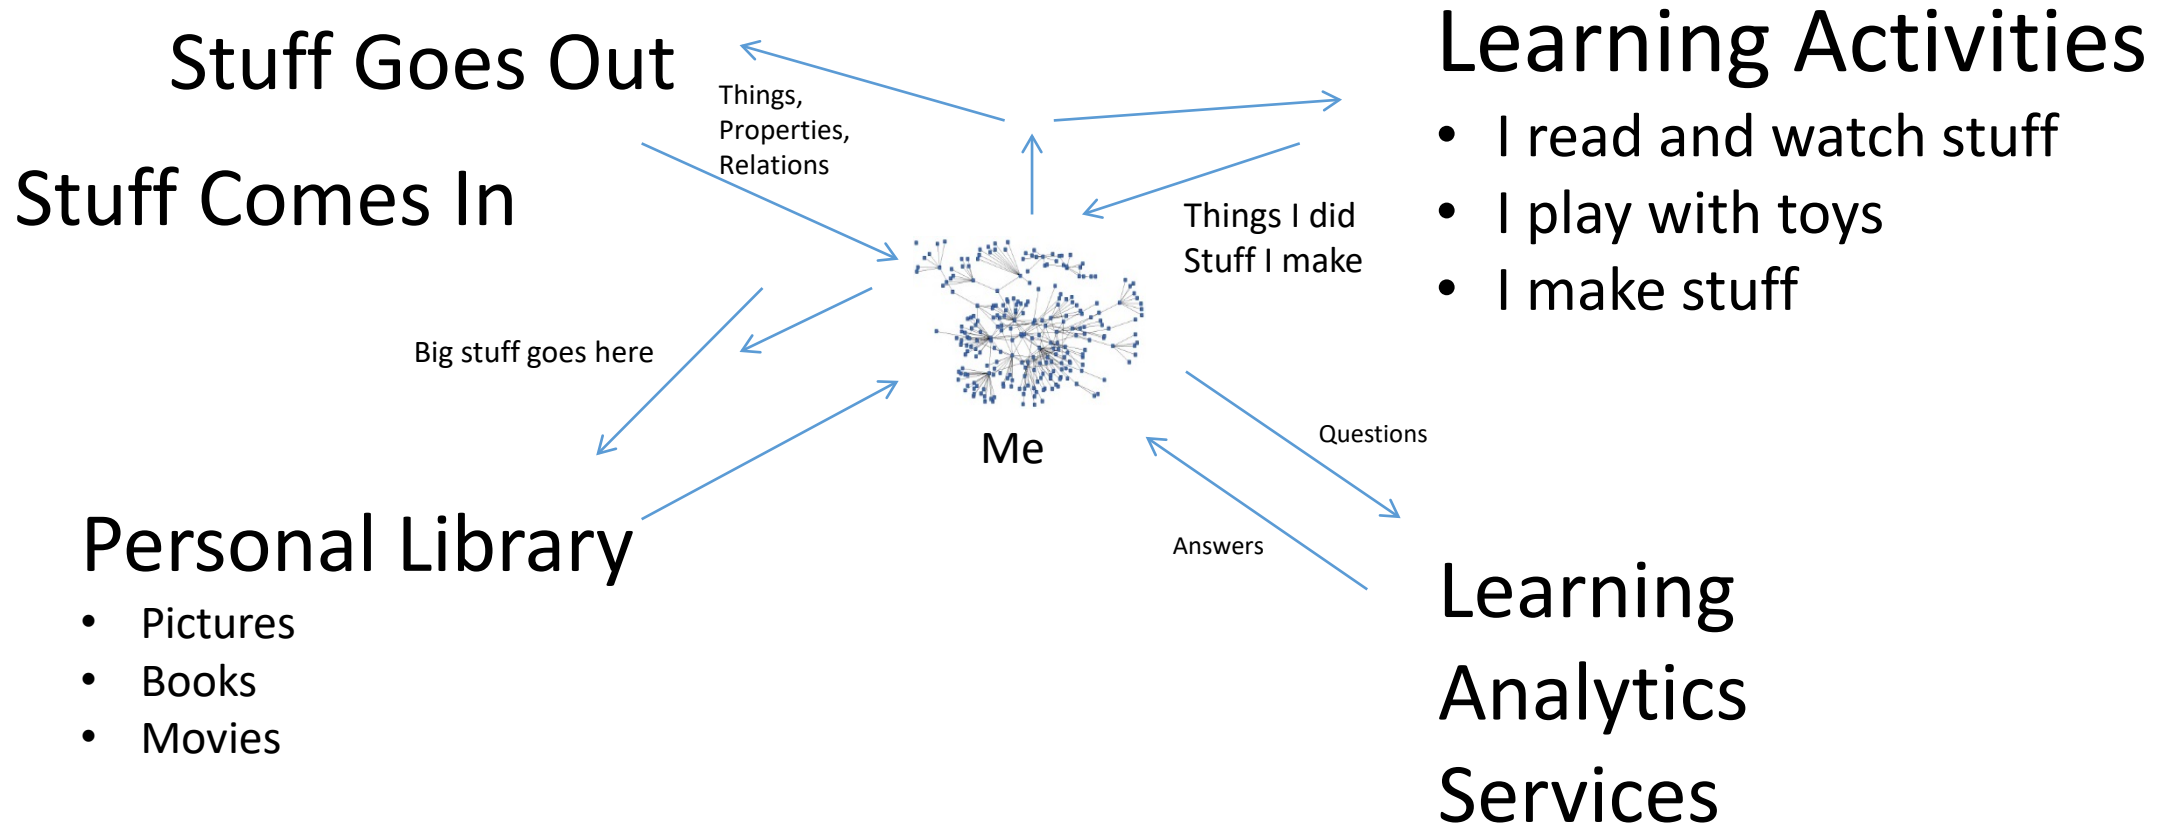 Stuff Goes Out
Things,
Properties,
Relations
Stuff Comes In
Learning Activities
• I read and watch stuff
• I play with toys
• I make stuff
Things I did
Stuff I make
Big stuff goes here
Me
Questions
Answers
Personal Library
• Pictures
• Books
• Movies
Learning
Analytics
Services